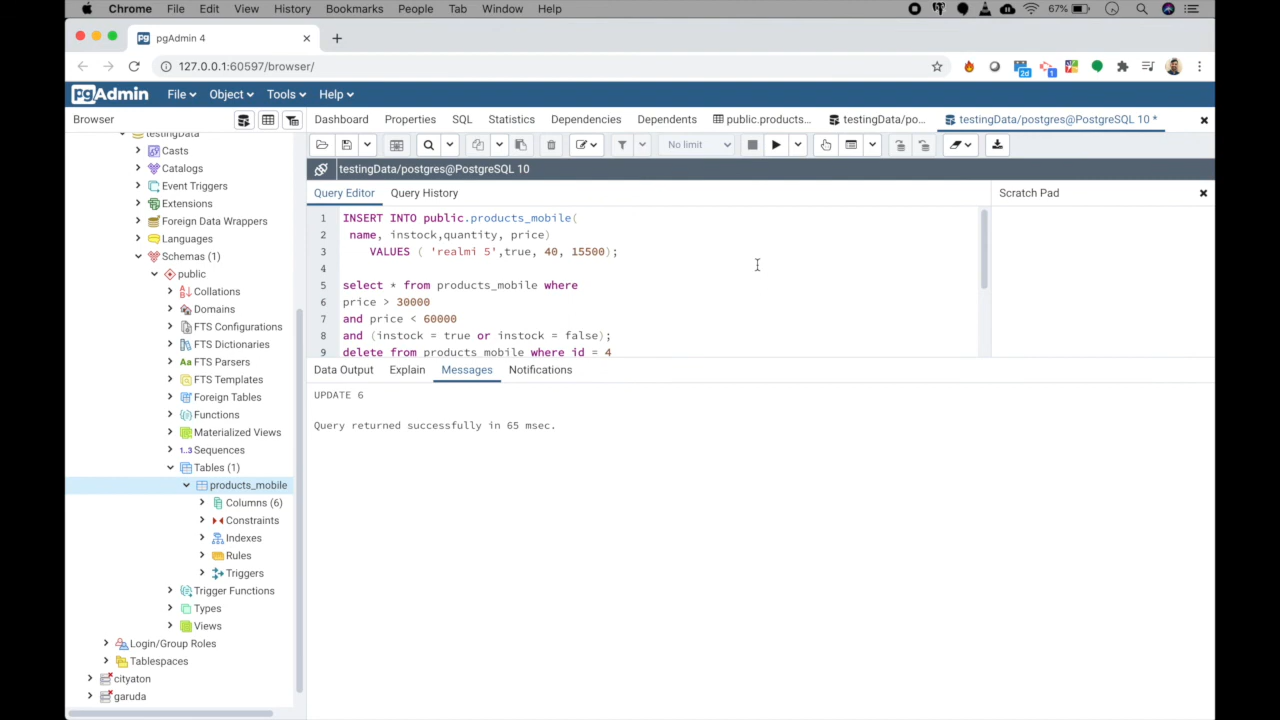 Chrome File Edit View History Bookmarks People Tab Window Help 67%
pgAdmin 4
127.0.0.1:60597/browser/
2d 1
pgAdmin File Object Tools Help
Browser Dashboard Properties SQL Statistics Dependencies Dependents public.products... testingData/po... testingData/postgres@PostgreSQL 10 *
No limit
testingData/postgres@PostgreSQL 10
Query Editor Query History Scratch Pad
testingData
Casts
Catalogs
Event Triggers
Extensions
Foreign Data Wrappers
Languages
Schemas (1)
public
Collations
Domains
FTS Configurations
FTS Dictionaries
FTS Parsers
FTS Templates
Foreign Tables
Functions
Materialized Views
Sequences
Tables (1)
products_mobile
Columns (6)
Constraints
Indexes
Rules
Triggers
Trigger Functions
Types
Views
Login/Group Roles
Tablespaces
cityaton
garuda
1 INSERT INTO public.products_mobile(
2 name, instock,quantity, price)
3 VALUES ( 'realmi 5',true, 40, 15500);
4
5 select * from products_mobile where
6 price > 30000
7 and price < 60000
8 and (instock = true or instock = false);
9 delete from products_mobile where id = 4
Data Output Explain Messages Notifications
UPDATE 6
Query returned successfully in 65 msec.